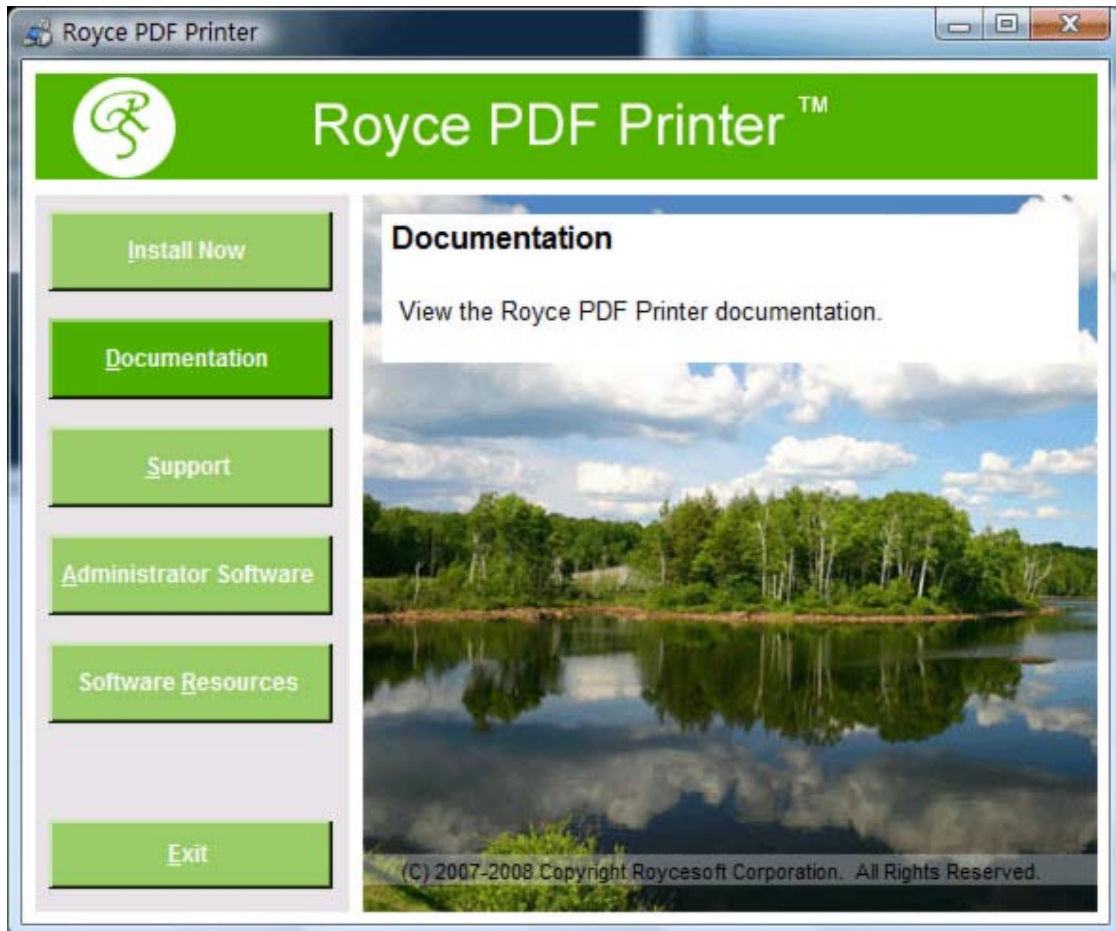 Royce PDF Printer
Royce PDF Printer ™
Install Now
Documentation
Support
Administrator Software
Software Resources
Exit
Documentation
View the Royce PDF Printer documentation.
(C) 2007-2008 Copyright Roycesoft Corporation. All Rights Reserved.